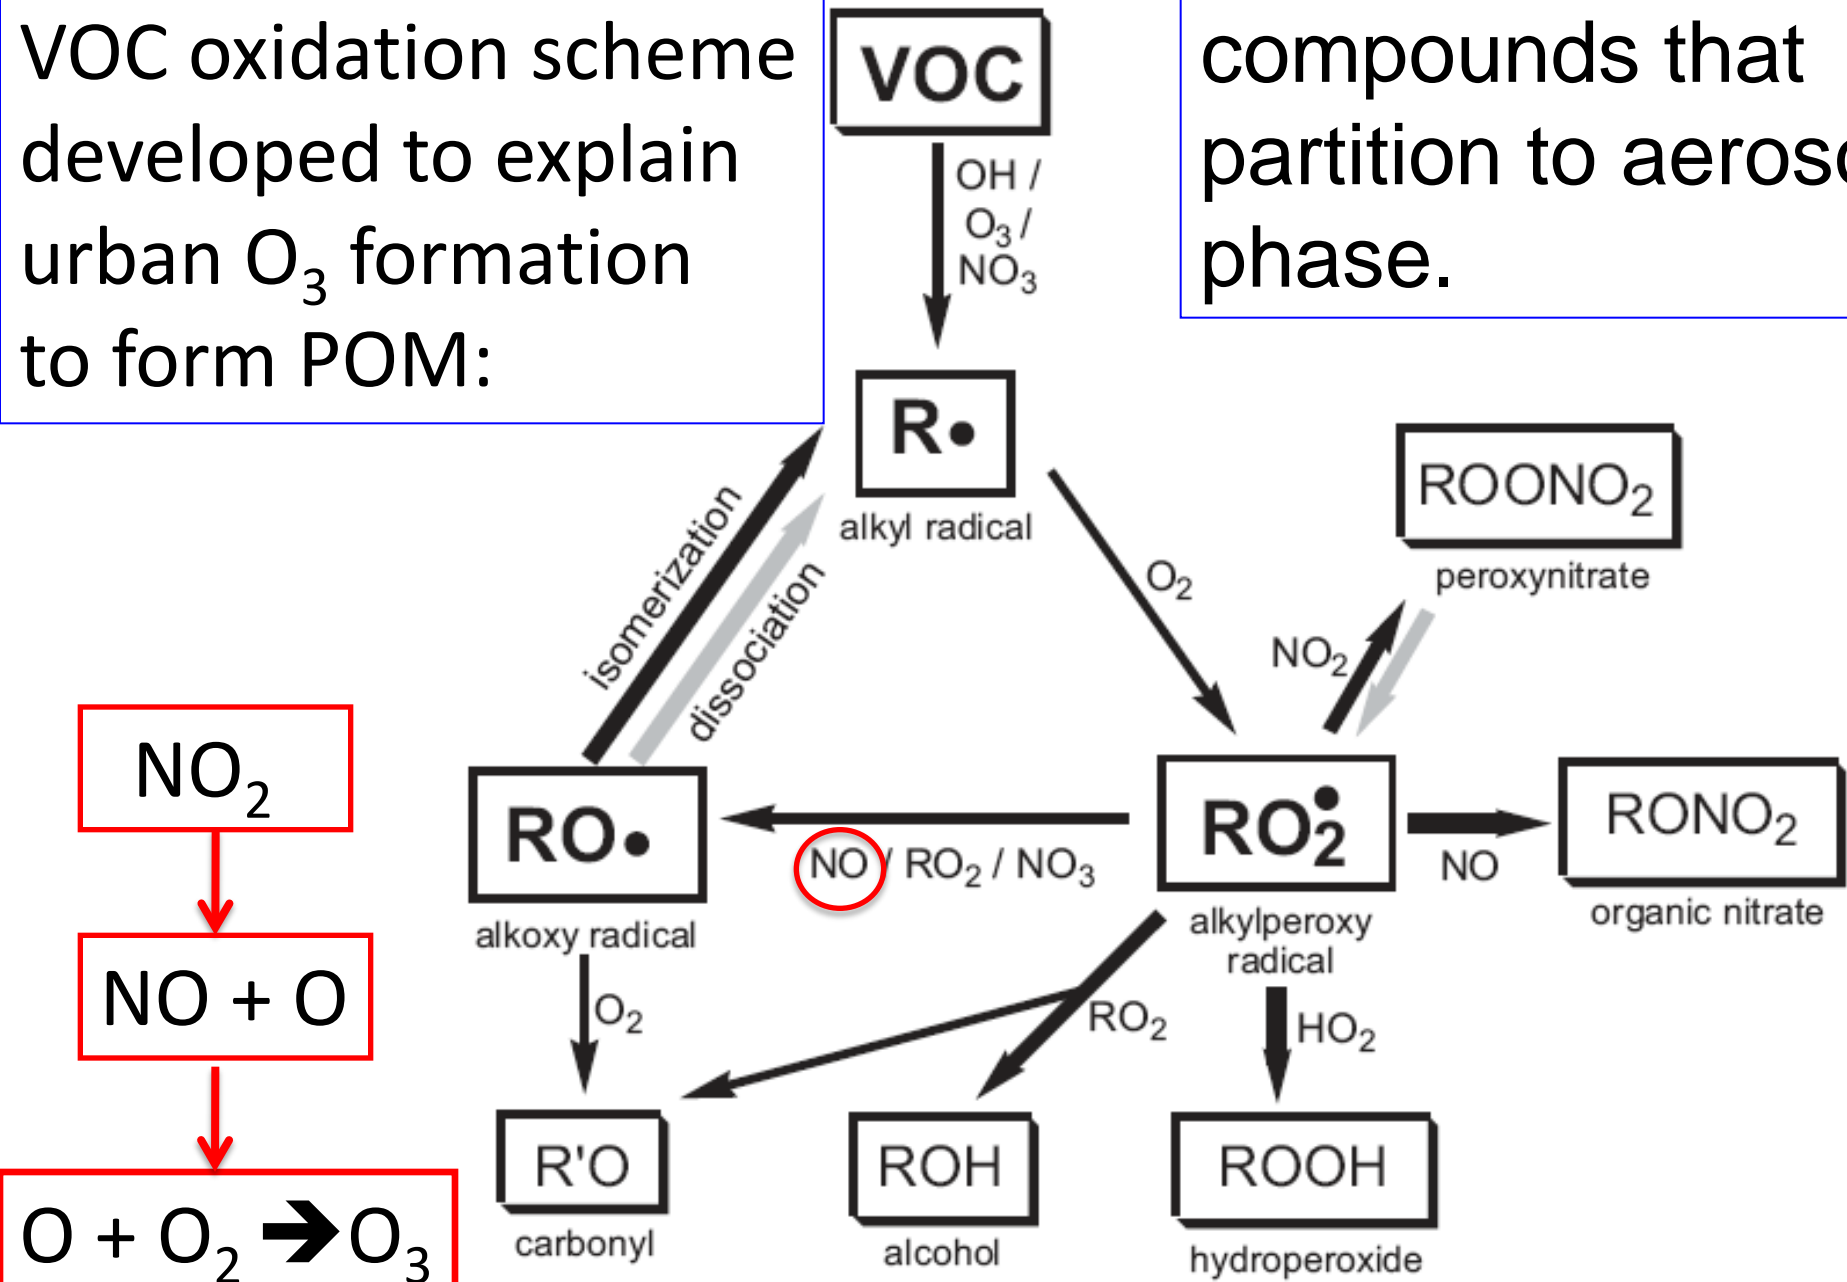 VOC oxidation scheme
developed to explain
urban O₃ formation
to form POM:
compounds that
partition to
phase.
VOC
OH /
O₃ /
NO₃
R•
alkyl radical
isomerization
dissociation
O₂
ROONO₂
peroxynitrate
NO₂
NO₂
RO•
alkoxy radical
NO / RO₂ / NO₃
RO₂•
alkylperoxy
radical
NO
RONO₂
organic nitrate
NO + O
O₂
RO₂
HO₂
R'O
carbonyl
ROH
alcohol
ROOH
hydroperoxide
O + O₂ ➔ O₃